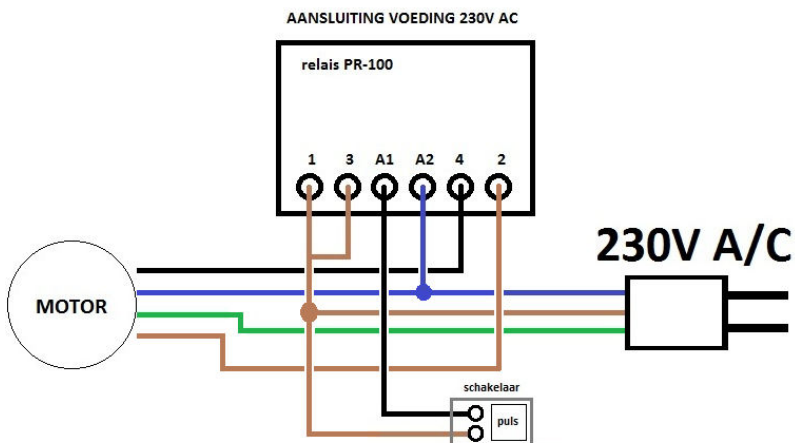 AANSLUITING VOEDING 230V AC
relais PR-100
1 3 A1 A2 4 2
230V A/C
MOTOR
schakelaar
puls